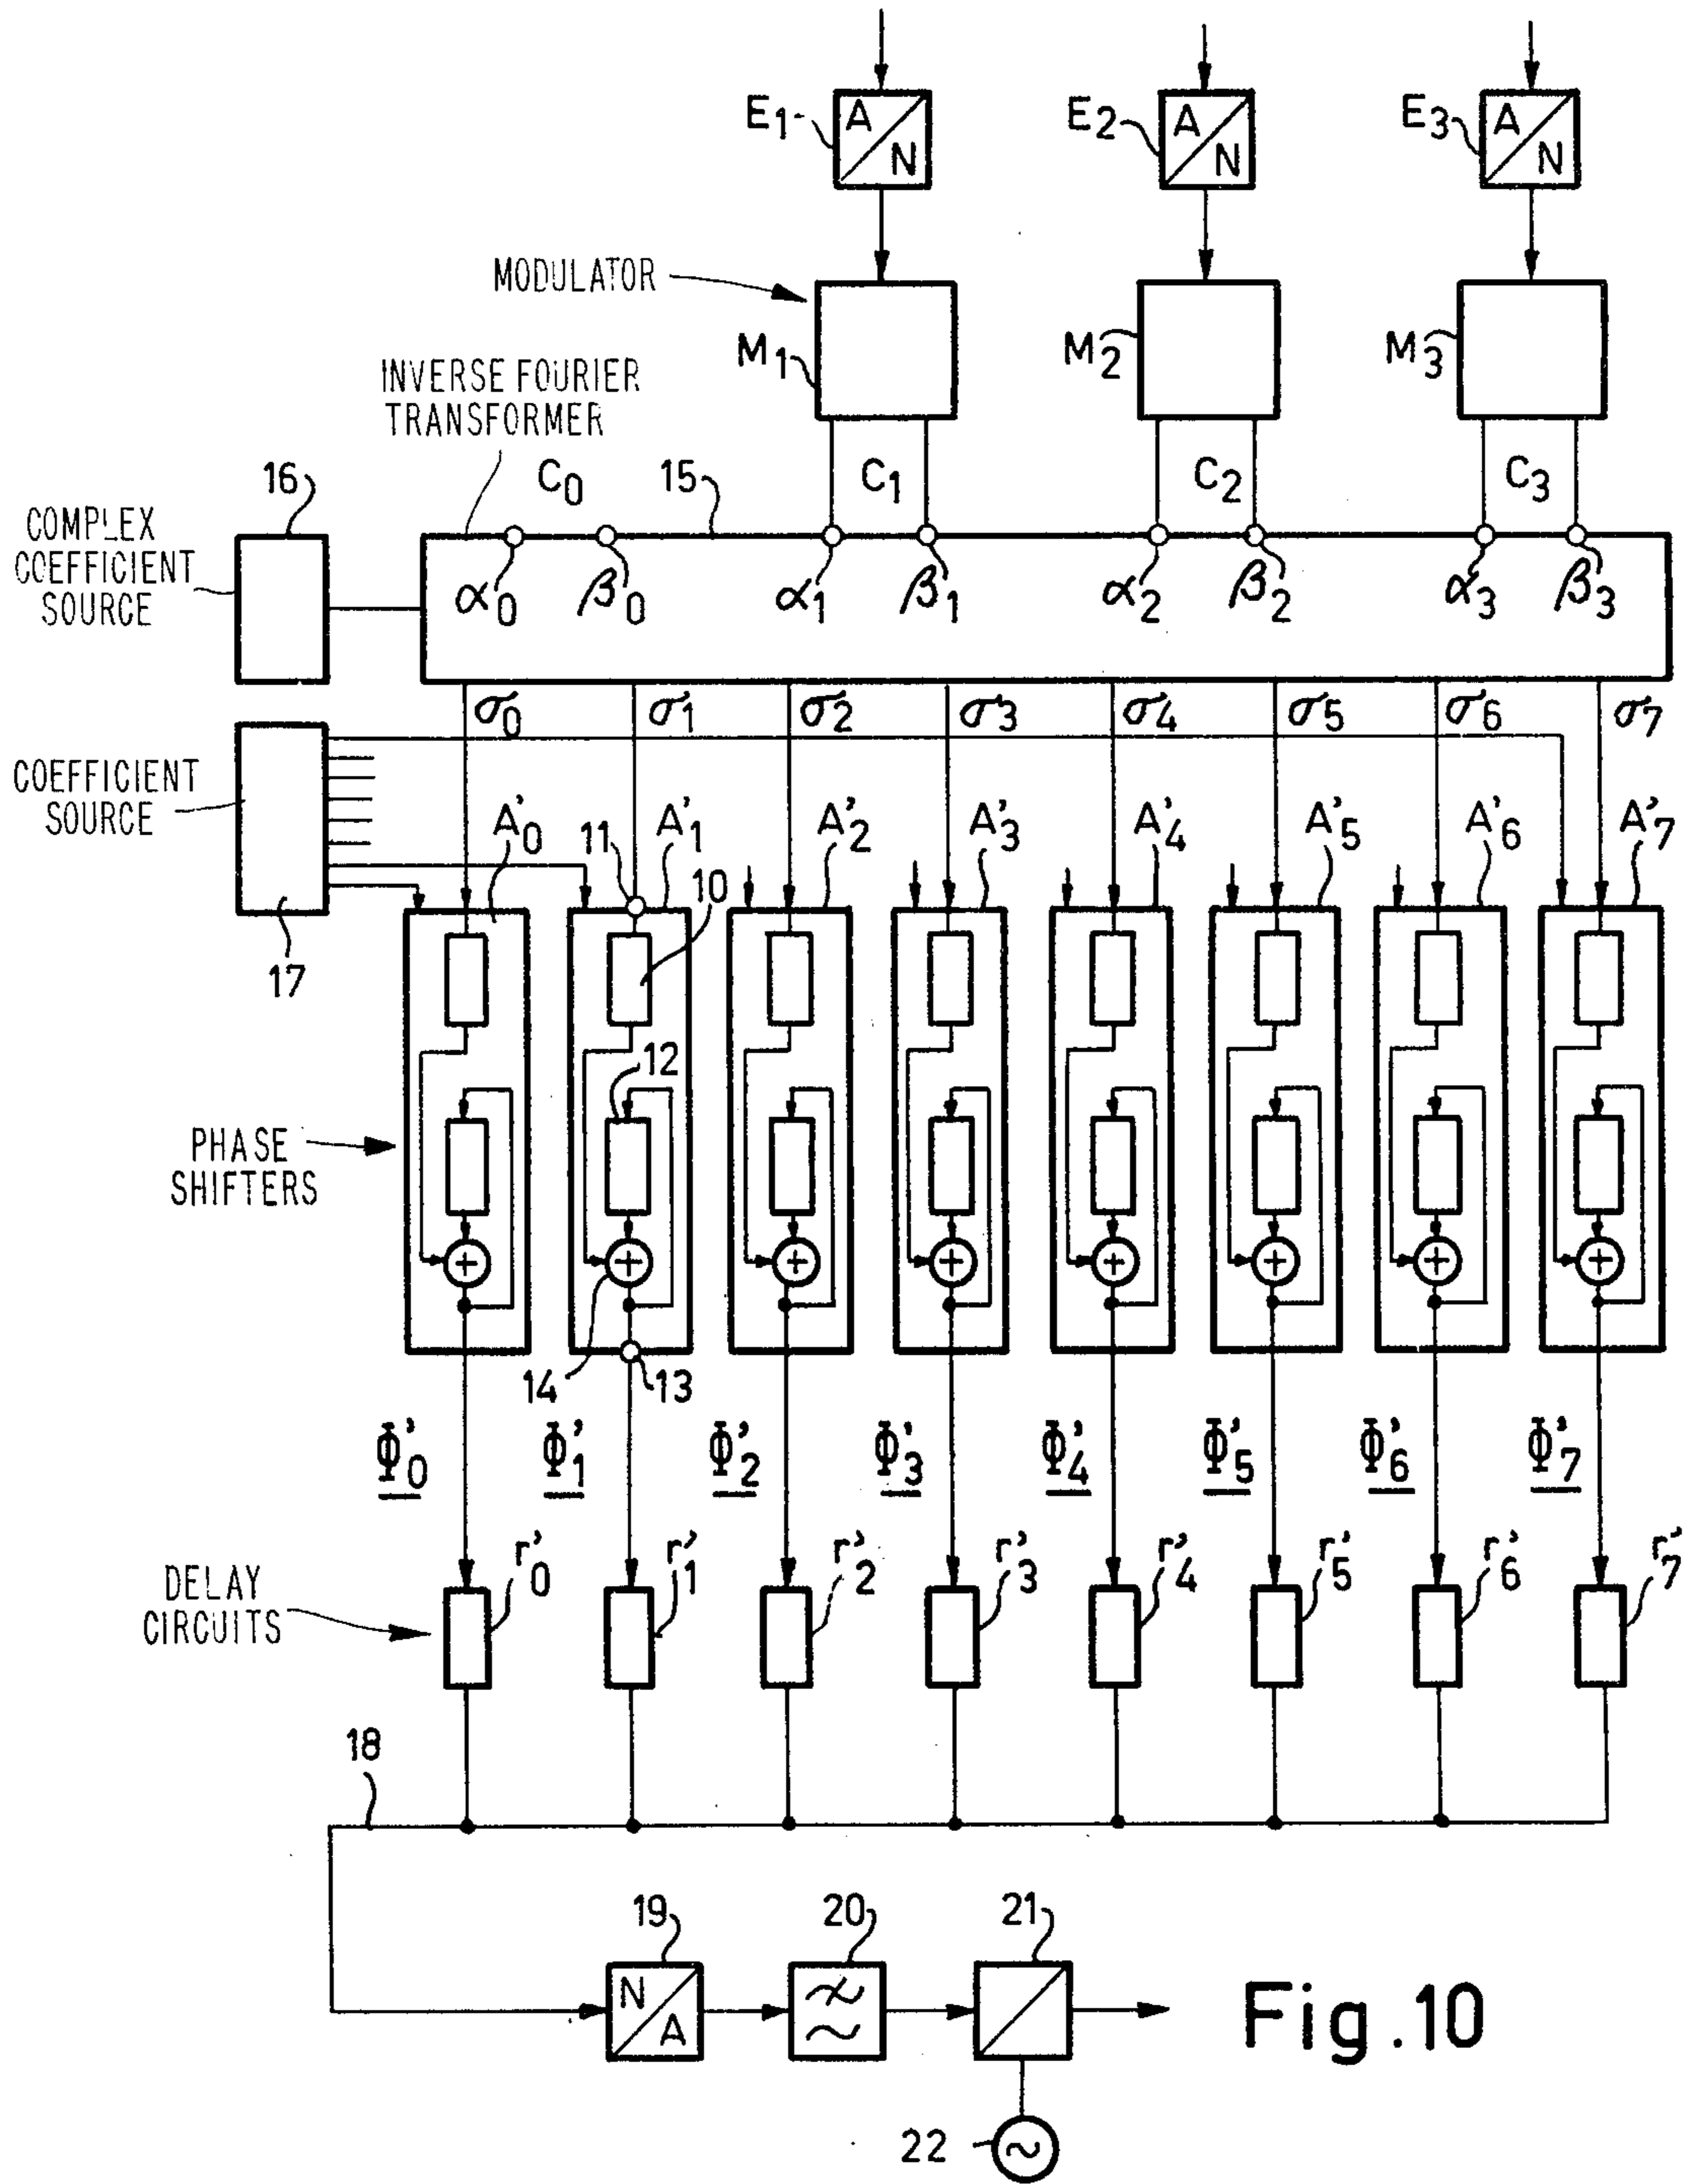 E1 A/N E2 A/N E3 A/N
MODULATOR
M1 M2 M3
INVERSE FOURIER
TRANSFORMER
16 C0 15 C1 C2 C3
COMPLEX
COEFFICIENT
SOURCE
α0 β0 α1 β1 α2 β2 α3 β3
σ0 σ1 σ2 σ3 σ4 σ5 σ6 σ7
COEFFICIENT
SOURCE
A'0 11 A'1 A'2 A'3 A'4 A'5 A'6 A'7
10
17
12
PHASE
SHIFTERS
+ + + + + + + +
14 13
Φ'0 Φ'1 Φ'2 Φ'3 Φ'4 Φ'5 Φ'6 Φ'7
r'0 r'1 r'2 r'3 r'4 r'5 r'6 r'7
DELAY
CIRCUITS
18
19 20 21
N/A
Fig.10
22 ~